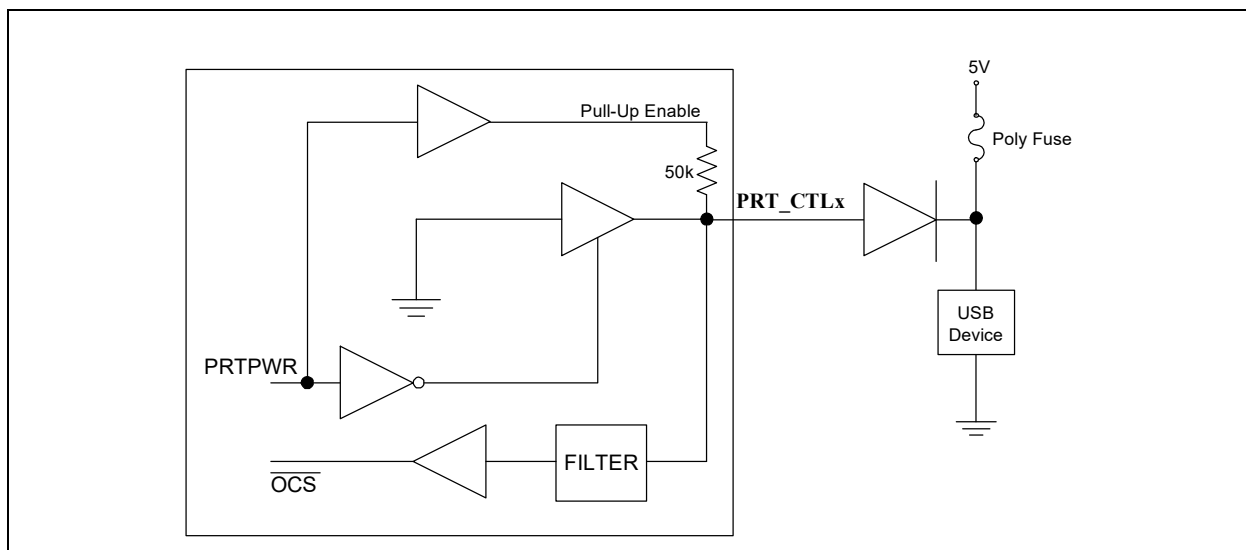 5V
Pull-Up Enable
Poly Fuse
50k
PRT_CTLx
USB
Device
PRTPWR
FILTER
OCS